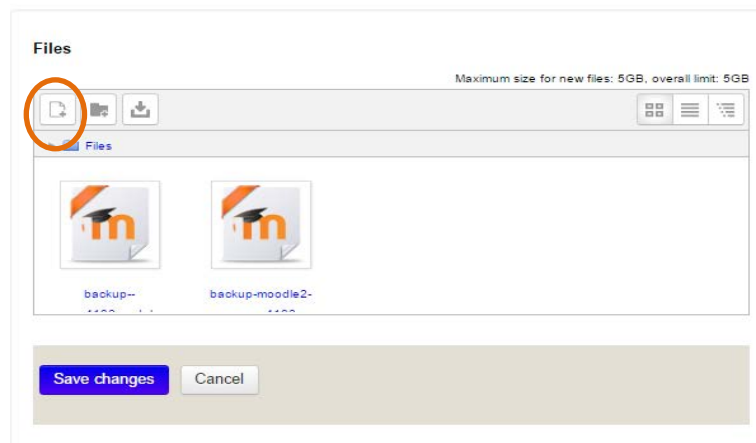 Files
Maximum size for new files: 5GB, overall limit: 5GB
Files
backup-- backup-moodle2-
Save changes Cancel